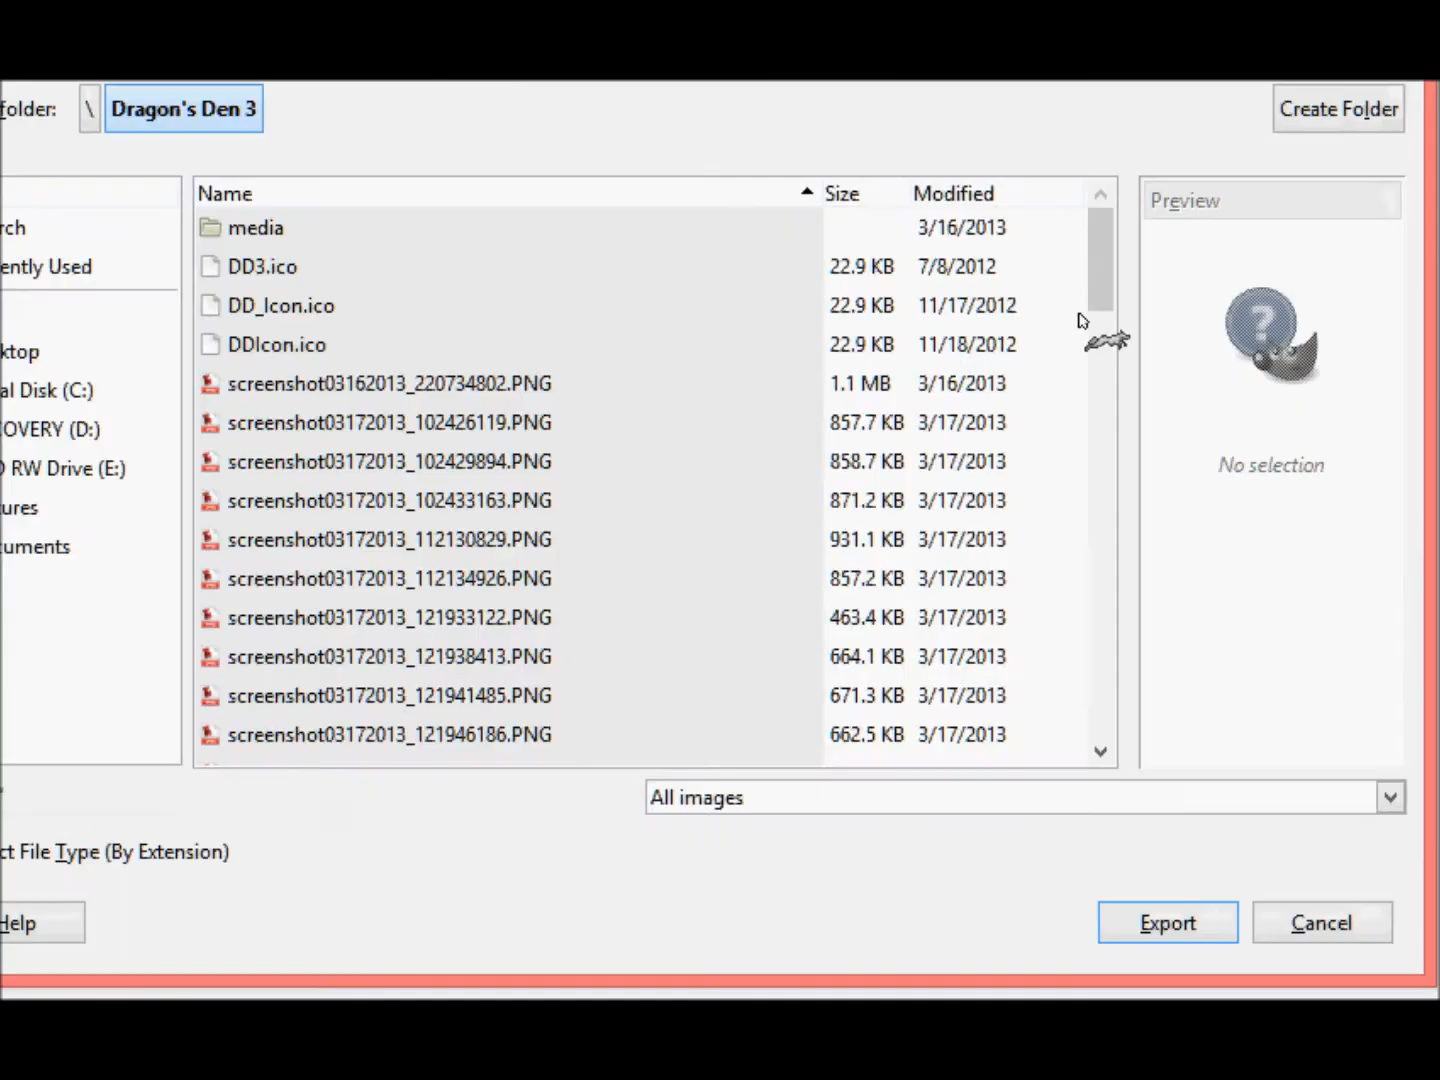 folder: \ Dragon's Den 3 Create Folder
Name Size Modified Preview
rch
ently Used
ktop
al Disk (C:)
OVERY (D:)
D RW Drive (E:)
ures
cuments
media 3/16/2013
DD3.ico 22.9 KB 7/8/2012
DD_Icon.ico 22.9 KB 11/17/2012
DDIcon.ico 22.9 KB 11/18/2012
screenshot03162013_220734802.PNG 1.1 MB 3/16/2013
screenshot03172013_102426119.PNG 857.7 KB 3/17/2013
screenshot03172013_102429894.PNG 858.7 KB 3/17/2013
screenshot03172013_102433163.PNG 871.2 KB 3/17/2013
screenshot03172013_112130829.PNG 931.1 KB 3/17/2013
screenshot03172013_112134926.PNG 857.2 KB 3/17/2013
screenshot03172013_121933122.PNG 463.4 KB 3/17/2013
screenshot03172013_121938413.PNG 664.1 KB 3/17/2013
screenshot03172013_121941485.PNG 671.3 KB 3/17/2013
screenshot03172013_121946186.PNG 662.5 KB 3/17/2013
?
No selection
All images
ct File Type (By Extension)
Help Export Cancel